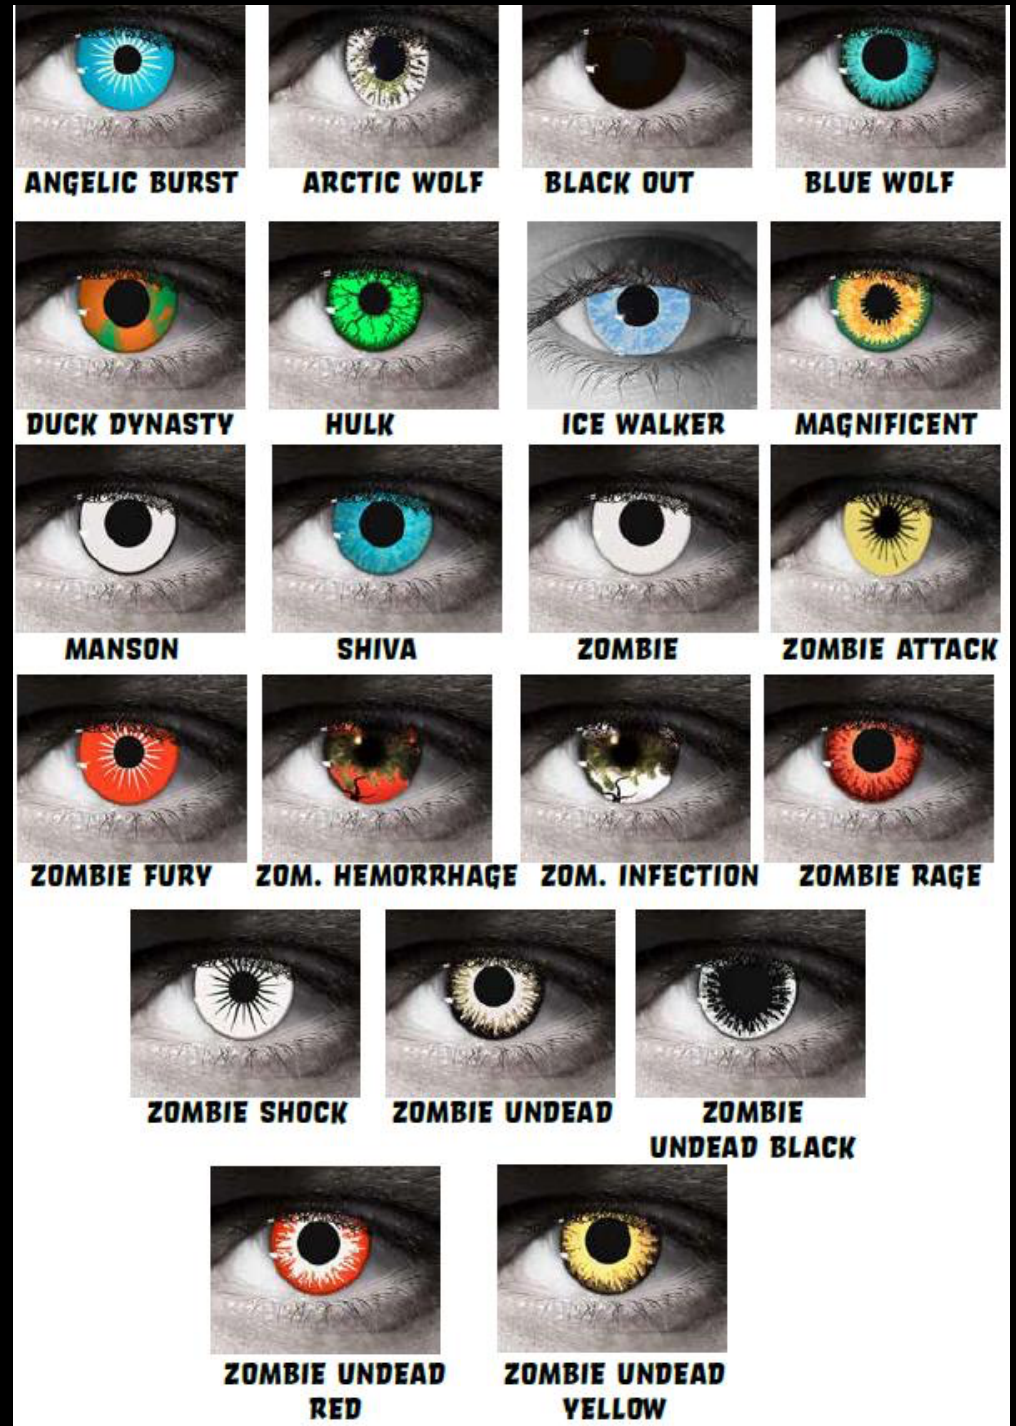 ANGELIC BURST ARCTIC WOLF BLACK OUT BLUE WOLF
DUCK DYNASTY HULK ICE WALKER MAGNIFICENT
MANSON SHIVA ZOMBIE ZOMBIE ATTACK
ZOMBIE FURY ZOM. HEMORRHAGE ZOM. INFECTION ZOMBIE RAGE
ZOMBIE SHOCK ZOMBIE UNDEAD ZOMBIE
UNDEAD BLACK
ZOMBIE UNDEAD
RED
ZOMBIE UNDEAD
YELLOW